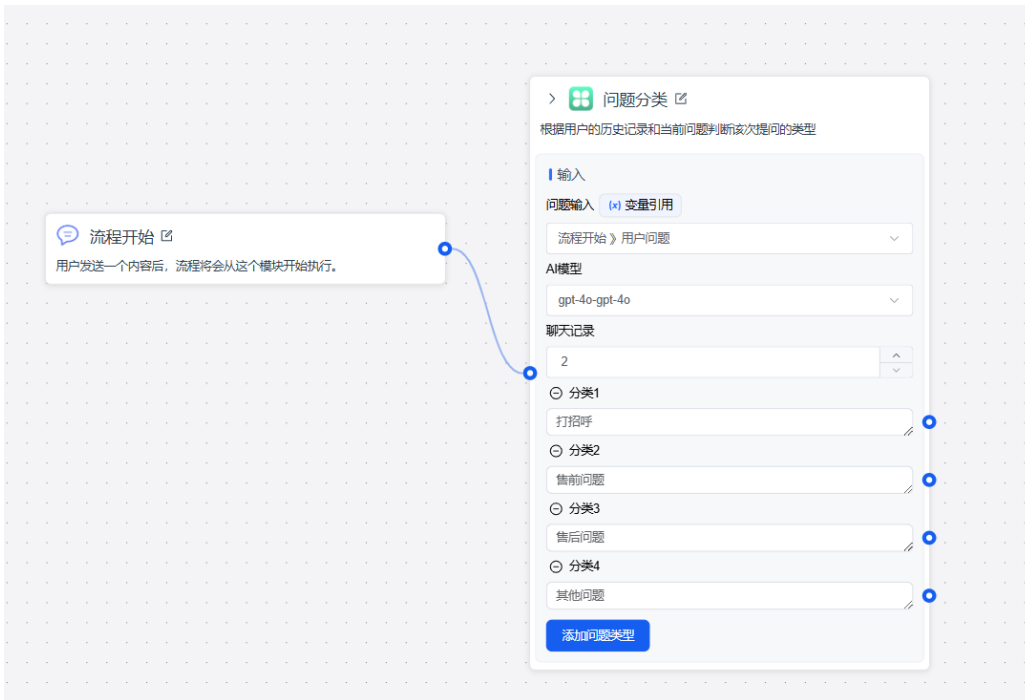 流程开始
用户发送一个内容后，流程将会从这个模块开始执行。
问题分类
根据用户的历史记录和当前问题判断该次提问的类型
输入
问题输入 (x) 变量引用
流程开始 》用户问题
AI模型
gpt-4o-gpt-4o
聊天记录
2
分类1
打招呼
分类2
售前问题
分类3
售后问题
分类4
其他问题
添加问题类型